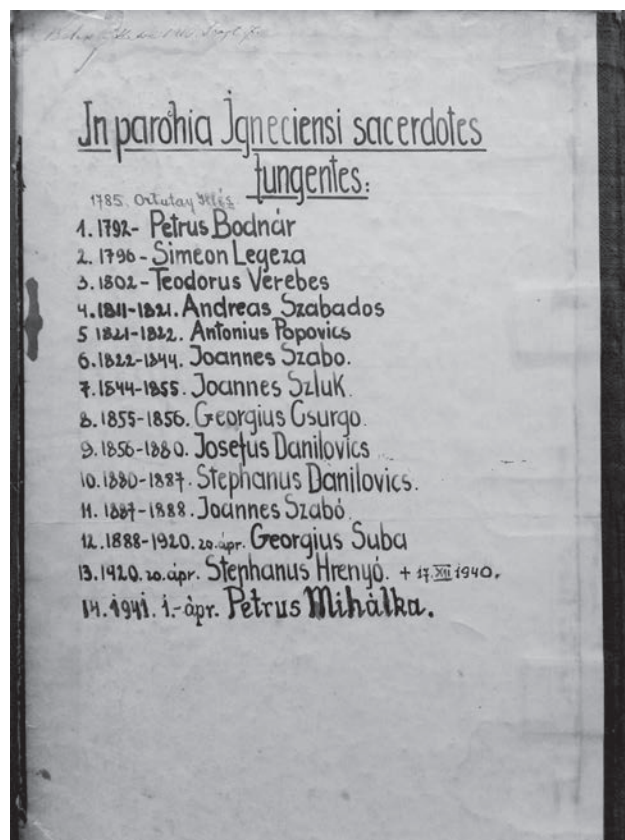 In parohia Igneciensi sacerdotes
fungentes:
1785. Ortutay Illés
1. 1792- Petrus Bodnár
2. 1796- Simeon Legeza
3. 1802- Teodorus Verebes
4. 1811-1821. Andreas Szabados
5 1821-1822. Antonius Popovics
6. 1822-1844. Joannes Szabo.
7. 1844-1855. Joannes Szluk.
8. 1855-1856. Georgius Csurgo.
9. 1856-1880. Josefus Danilovics
10. 1880-1887. Stephanus Danilovics.
11. 1887-1888. Joannes Szabó.
12. 1888-1920. 20. ápr. Georgius Suba
13. 1920. 20. ápr. Stephanus Hrenyó. + 17. XII 1940.
14. 1941. 1.-ápr. Petrus Mihálka.